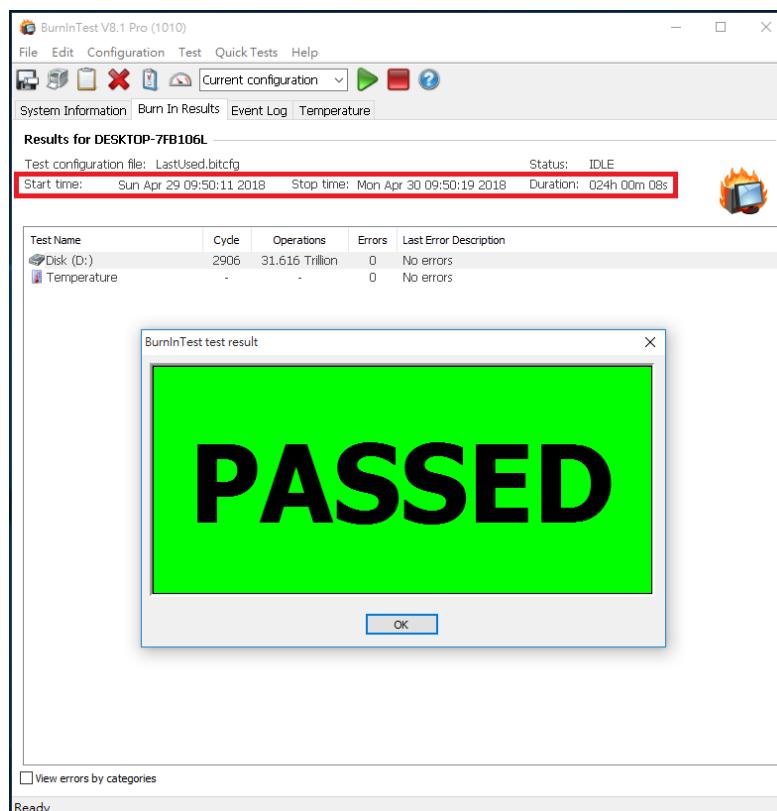 BurnInTest V8.1 Pro (1010)
File Edit Configuration Test Quick Tests Help
Current configuration
System Information Burn In Results Event Log Temperature
Results for DESKTOP-7FB106L
Test configuration file: LastUsed.bitcfg Status: IDLE
Start time: Sun Apr 29 09:50:11 2018 Stop time: Mon Apr 30 09:50:19 2018 Duration: 024h 00m 08s
Test Name Cycle Operations Errors Last Error Description
Disk (D:) 2906 31.616 Trillion 0 No errors
Temperature - - 0 No errors
BurnInTest test result
PASSED
OK
View errors by categories
Ready